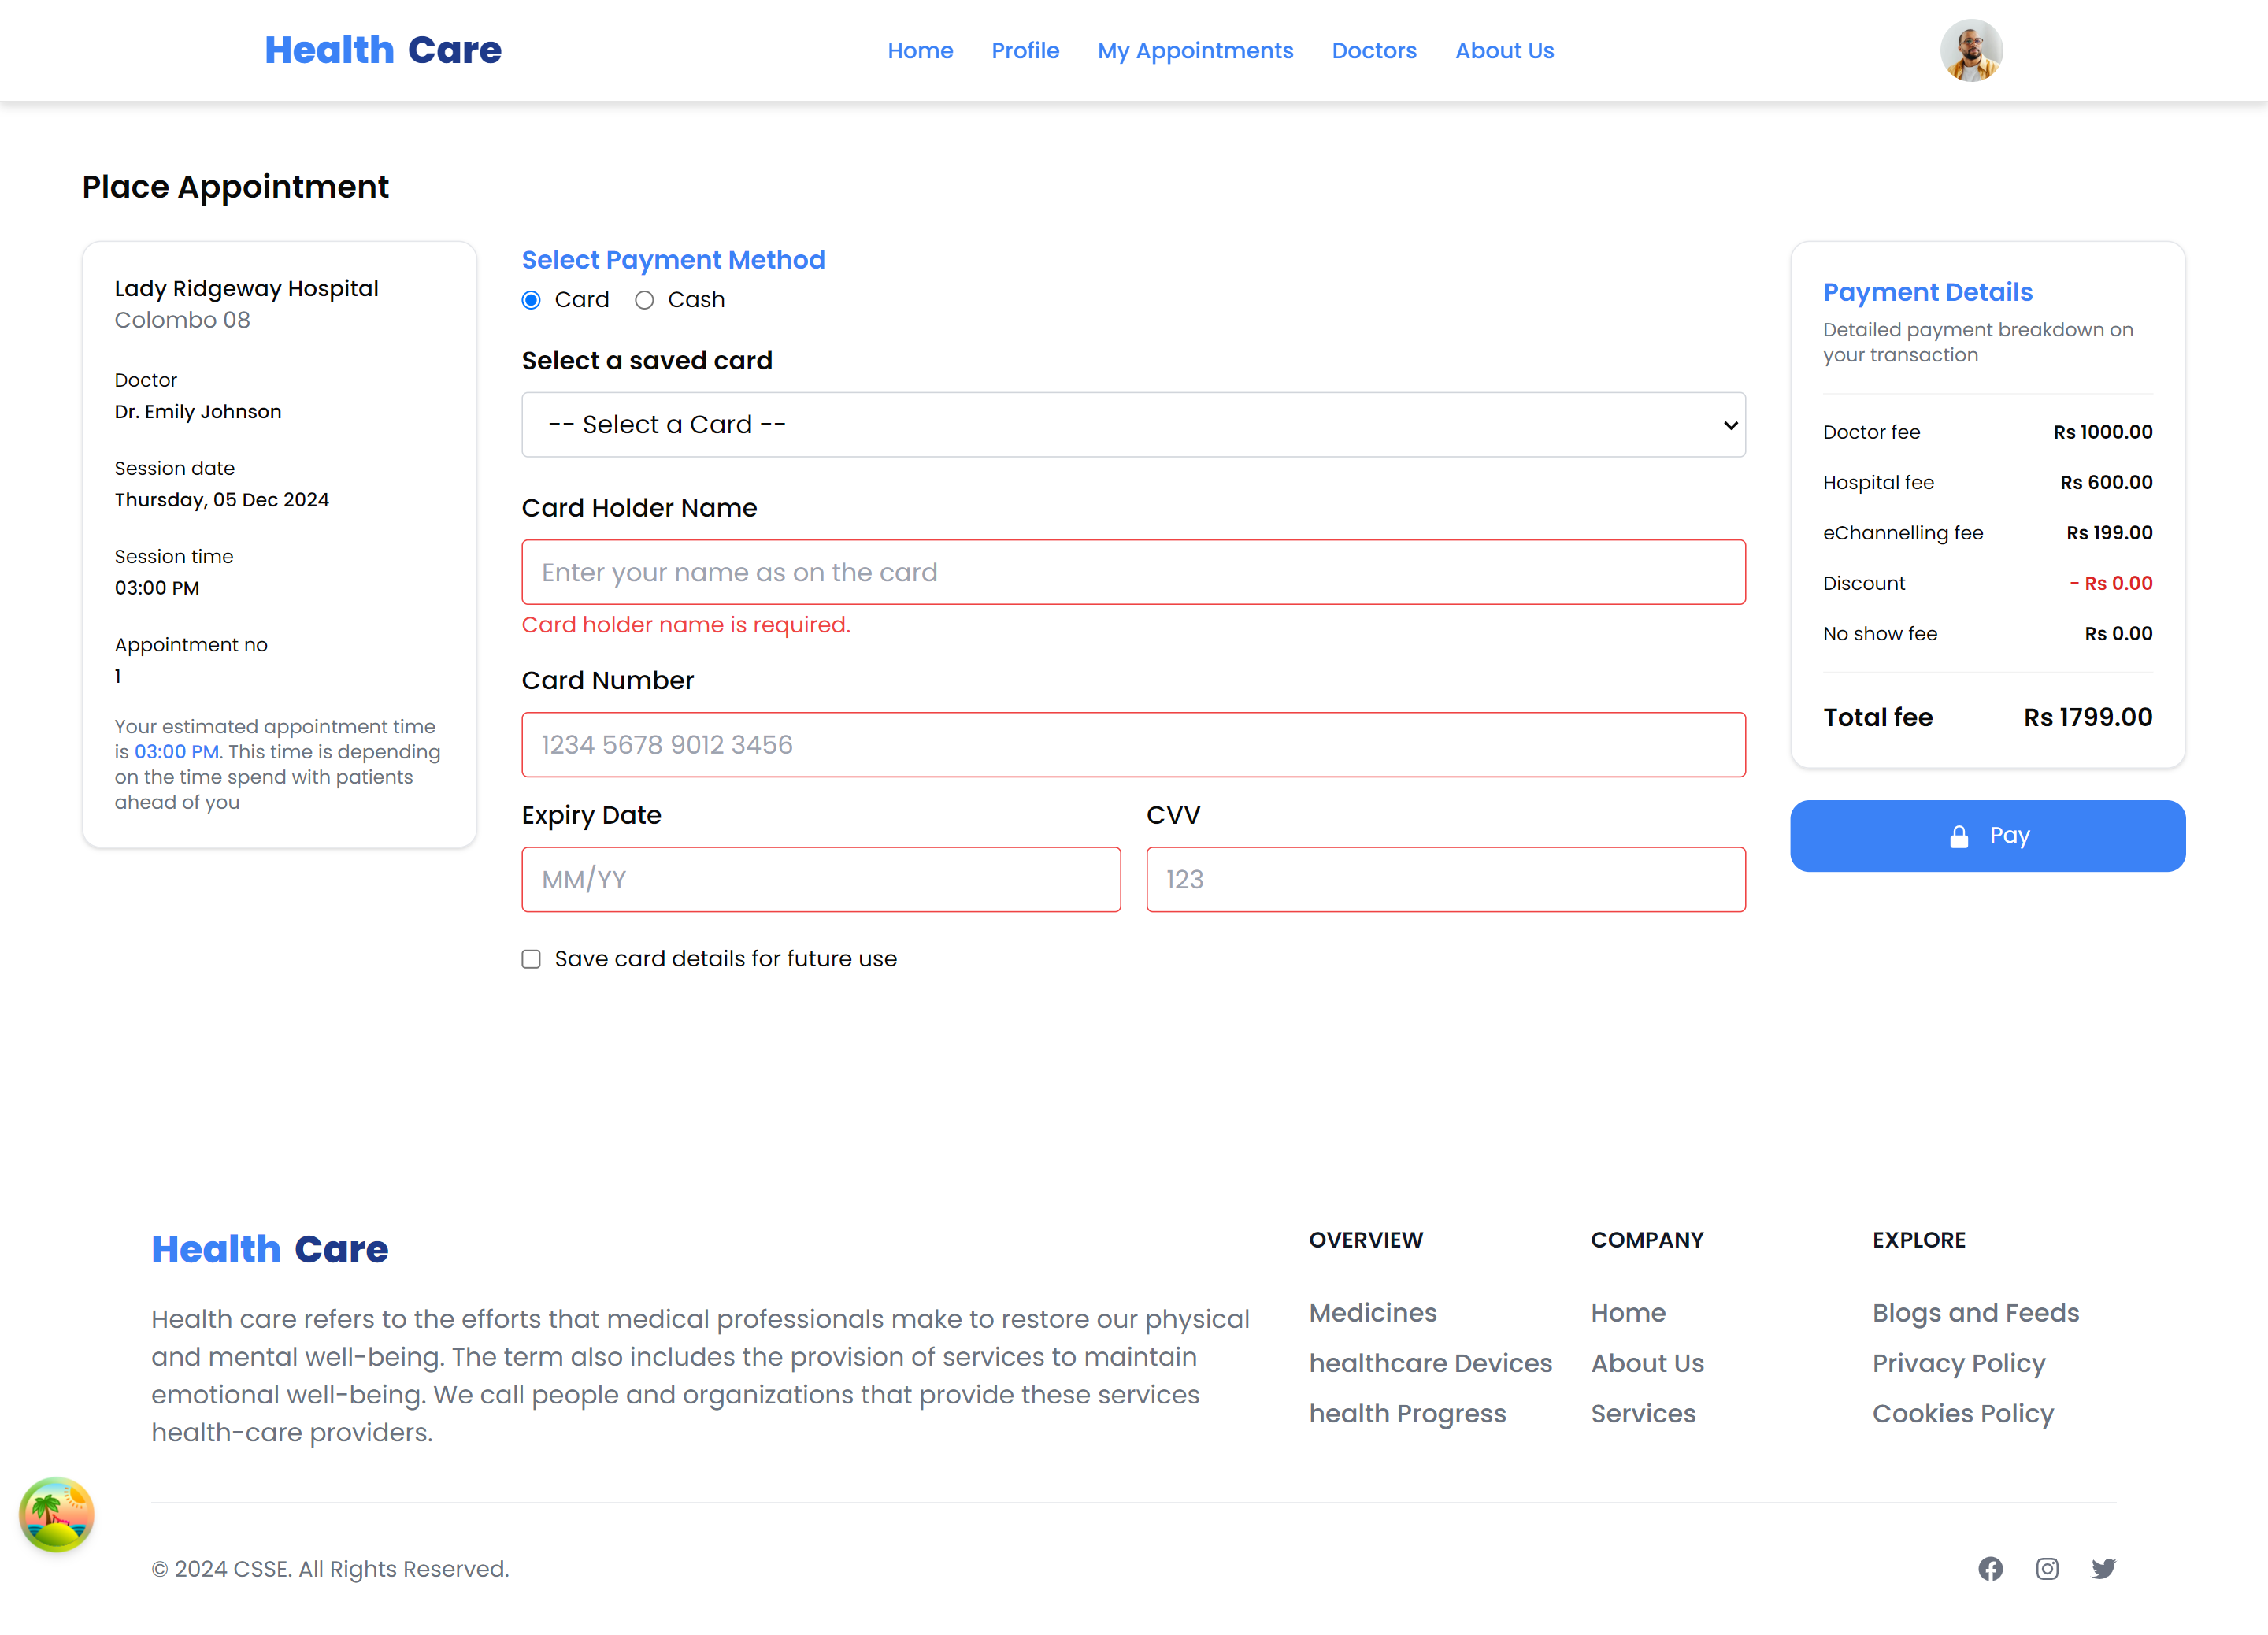 Health Care
Home Profile My Appointments Doctors About Us
Place Appointment
Lady Ridgeway Hospital
Colombo 08
Doctor
Dr. Emily Johnson
Session date
Thursday, 05 Dec 2024
Session time
03:00 PM
Appointment no
1
Your estimated appointment time
is 03:00 PM. This time is depending
on the time spend with patients
ahead of you
Select Payment Method
Card Cash
Select a saved card
-- Select a Card --
Card Holder Name
Enter your name as on the card
Card holder name is required.
Card Number
1234 5678 9012 3456
Expiry Date CVV
MM/YY 123
Save card details for future use
Payment Details
Detailed payment breakdown on
your transaction
Doctor fee Rs 1000.00
Hospital fee Rs 600.00
eChannelling fee Rs 199.00
Discount - Rs 0.00
No show fee Rs 0.00
Total fee Rs 1799.00
Pay
Health Care
Health care refers to the efforts that medical professionals make to restore our physical
and mental well-being. The term also includes the provision of services to maintain
emotional well-being. We call people and organizations that provide these services
health-care providers.
OVERVIEW
Medicines
healthcare Devices
health Progress
COMPANY
Home
About Us
Services
EXPLORE
Blogs and Feeds
Privacy Policy
Cookies Policy
© 2024 CSSE. All Rights Reserved.